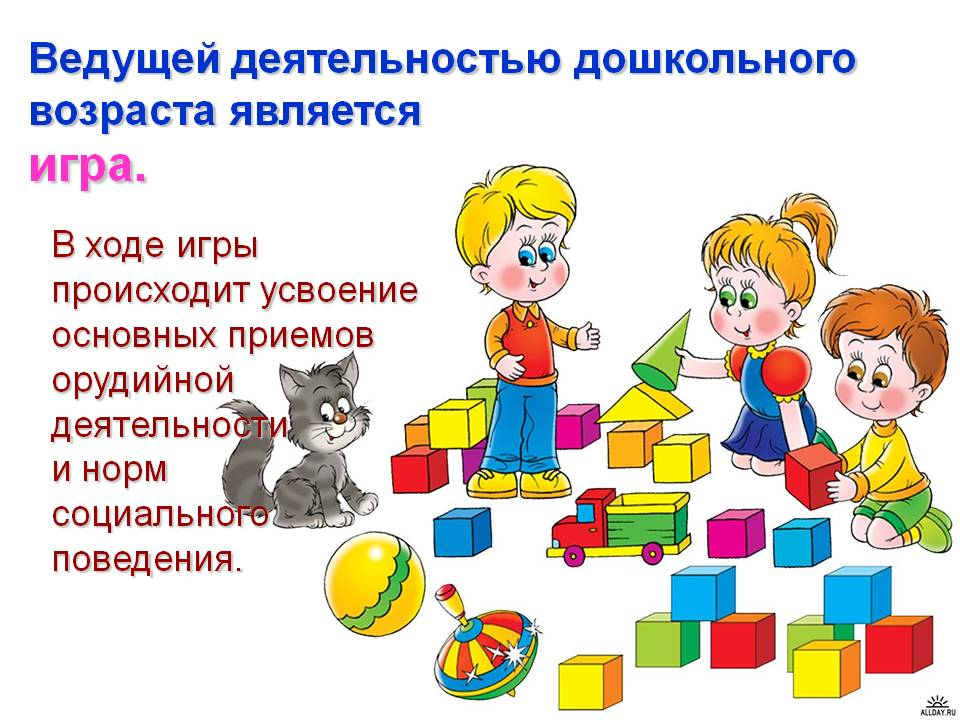 Ведущей деятельностью дошкольного
возраста является
игра.
В ходе игры
происходит усвоение
основных приемов
орудийной
деятельности
и норм
социального
поведения.
ALLDAY.RU